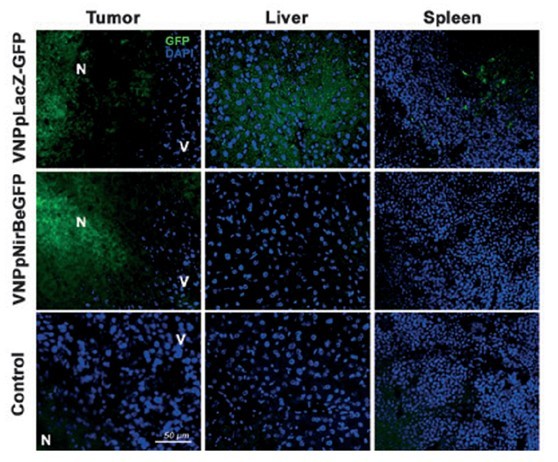 Tumor Liver Spleen
VNPpLacZ-GFP
GFP
DAPI
N
V
VNPpNirBeGFP
N
V
Control
V
N
50 µm